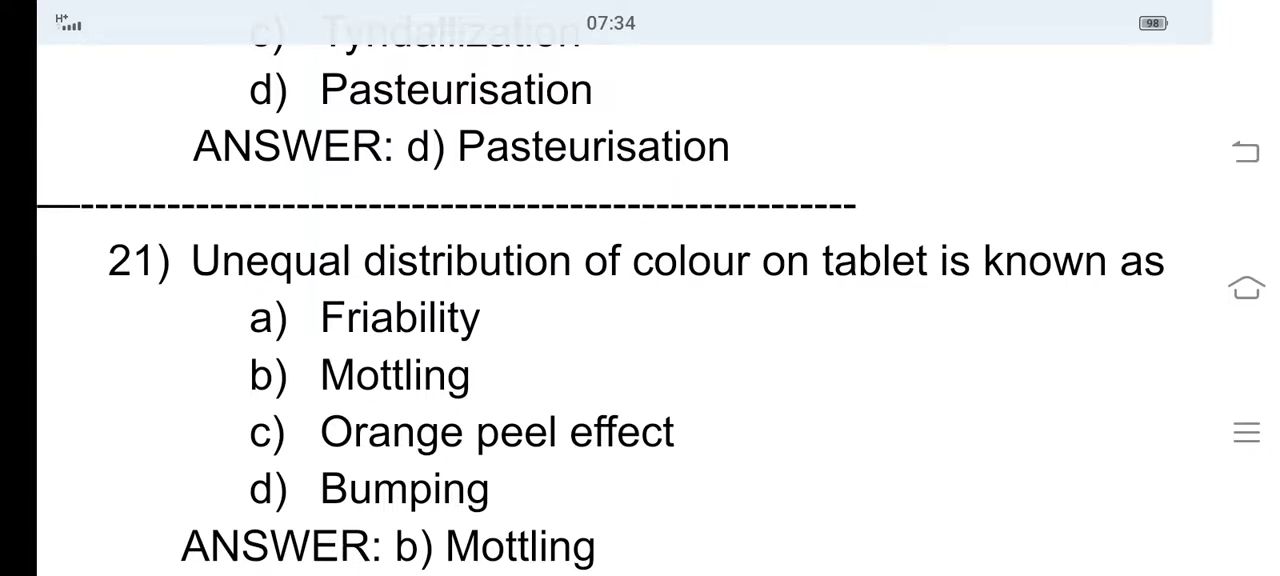 H+ 07:34 98
c) Tyndallization
d) Pasteurisation
ANSWER: d) Pasteurisation
21) Unequal distribution of colour on tablet is known as
a) Friability
b) Mottling
c) Orange peel effect
d) Bumping
ANSWER: b) Mottling